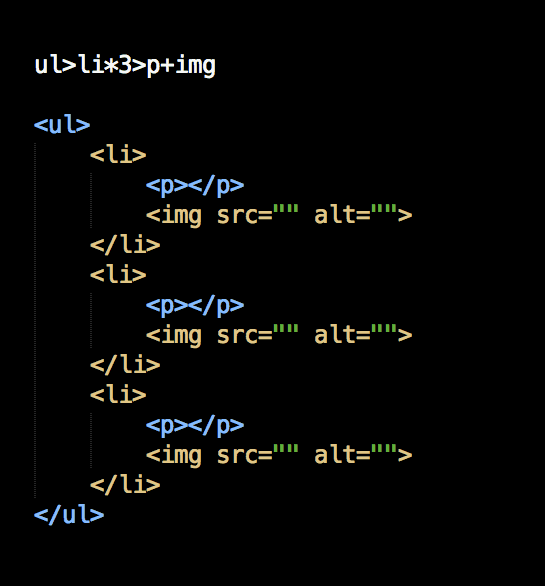 ul>li*3>p+img
<ul>
<li>
<p></p>
<img src="" alt="">
</li>
<li>
<p></p>
<img src="" alt="">
</li>
<li>
<p></p>
<img src="" alt="">
</li>
</ul>